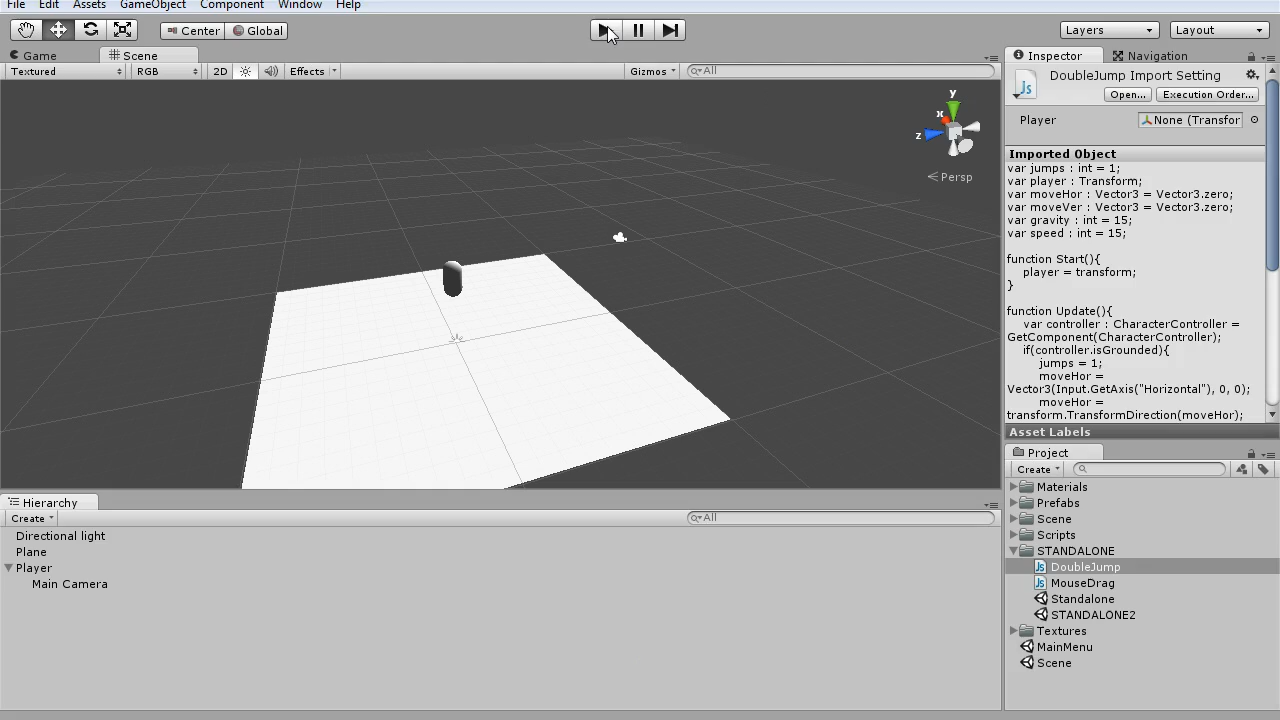 File Edit Assets GameObject Component Window Help
Center Global Layers Layout
Game Scene Inspector Navigation
Textured RGB 2D Effects Gizmos All
DoubleJump Import Setting
Js Open... Execution Order...
Player None (Transfor
y
x
z
Persp
Imported Object
var jumps : int = 1;
var player : Transform;
var moveHor : Vector3 = Vector3.zero;
var moveVer : Vector3 = Vector3.zero;
var gravity : int = 15;
var speed : int = 15;
function Start(){
player = transform;
}
function Update(){
var controller : CharacterController =
GetComponent(CharacterController);
if(controller.isGrounded){
jumps = 1;
moveHor =
Vector3(Input.GetAxis("Horizontal"), 0, 0);
moveHor =
transform.TransformDirection(moveHor);
Asset Labels
Project
Create
Materials
Prefabs
Scene
Scripts
STANDALONE
Js DoubleJump
Js MouseDrag
Standalone
STANDALONE2
Textures
MainMenu
Scene
Hierarchy
Create All
Directional light
Plane
Player
Main Camera